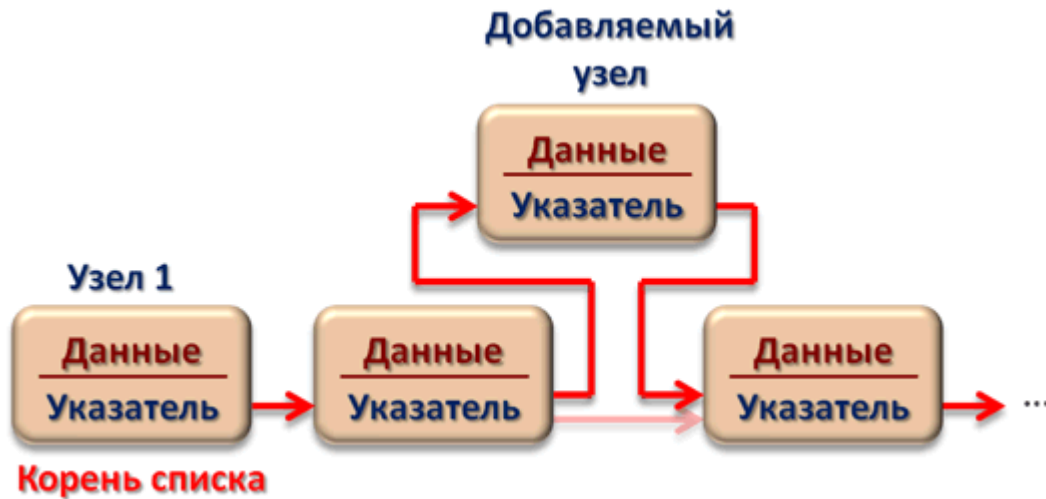 Добавляемый
узел
Данные
Указатель
Узел 1
Данные
Указатель
Данные
Указатель
Данные
Указатель
...
Корень списка